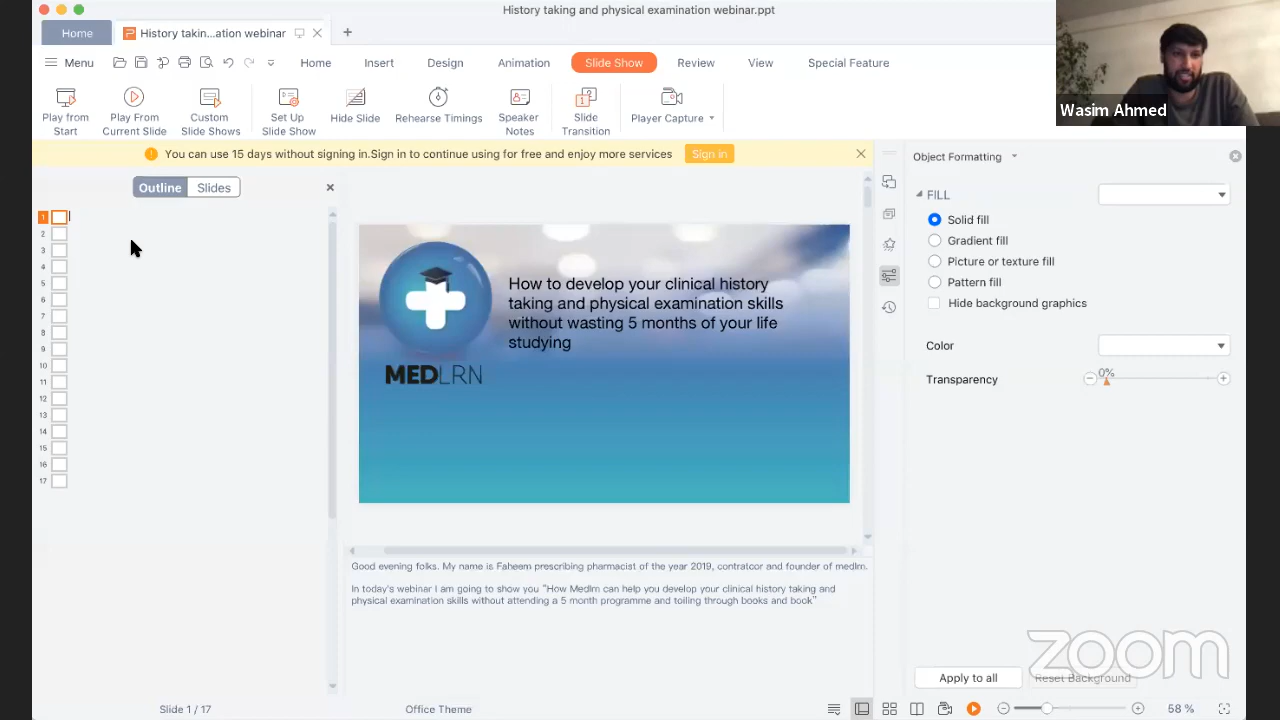 History taking and physical examination webinar.ppt
Home
History takin...ation webinar
Menu
Home
Insert
Design
Animation
Slide Show
Review
View
Special Feature
Play from
Start
Play From
Current Slide
Custom
Slide Shows
Set Up
Slide Show
Hide Slide
Rehearse Timings
Speaker
Notes
Slide
Transition
Player Capture
Wasim Ahmed
You can use 15 days without signing in.Sign in to continue using for free and enjoy more services
Sign in
Outline
Slides
1
2
3
4
5
6
7
8
9
10
11
12
13
14
15
16
17
How to develop your clinical history
taking and physical examination skills
without wasting 5 months of your life
studying
MEDLRN
Good evening folks. My name is Faheem prescribing pharmacist of the year 2019, contratcor and founder of medlrn.
In today's webinar I am going to show you "How Medlrn can help you develop your clinical history taking and
physical examination skills without attending a 5 month programme and toiling through books and book"
Object Formatting
FILL
Solid fill
Gradient fill
Picture or texture fill
Pattern fill
Hide background graphics
Color
Transparency
0%
zoom
Apply to all
Reset Background
Slide 1 / 17
Office Theme
58 %